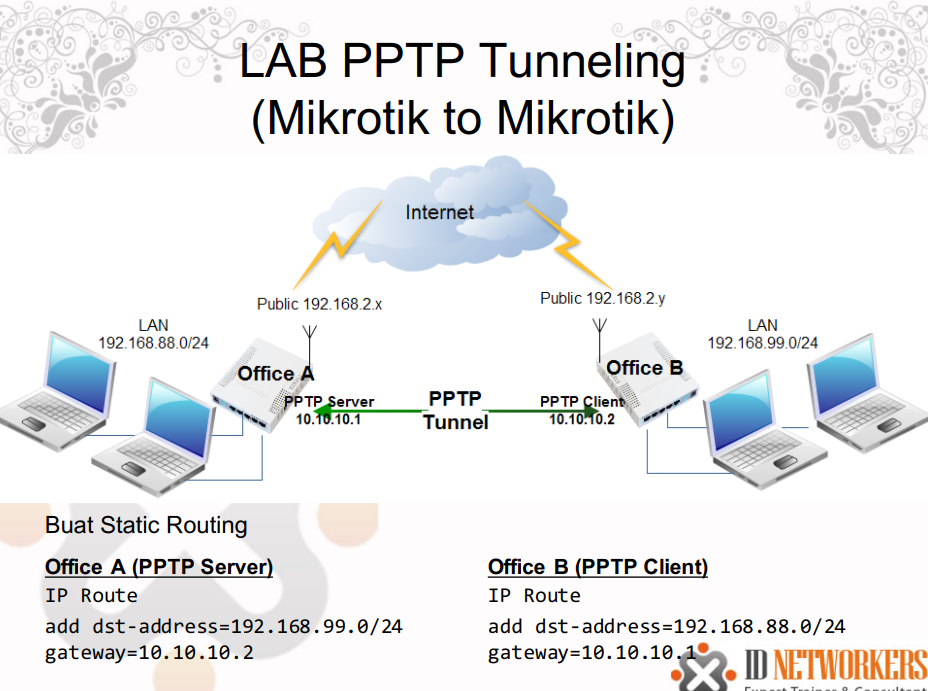 LAB PPTP Tunneling
(Mikrotik to Mikrotik)
Internet
Public 192.168.2.x
Public 192.168.2.y
LAN
192.168.88.0/24
LAN
192.168.99.0/24
Office A
Office B
PPTP Server
10.10.10.1
PPTP
Tunnel
PPTP Client
10.10.10.2
Buat Static Routing
Office A (PPTP Server)
IP Route
add dst-address=192.168.99.0/24
gateway=10.10.10.2
Office B (PPTP Client)
IP Route
add dst-address=192.168.88.0/24
gateway=10.10.10.1
ID NETWORKERS
Expert Trainer & Consultant